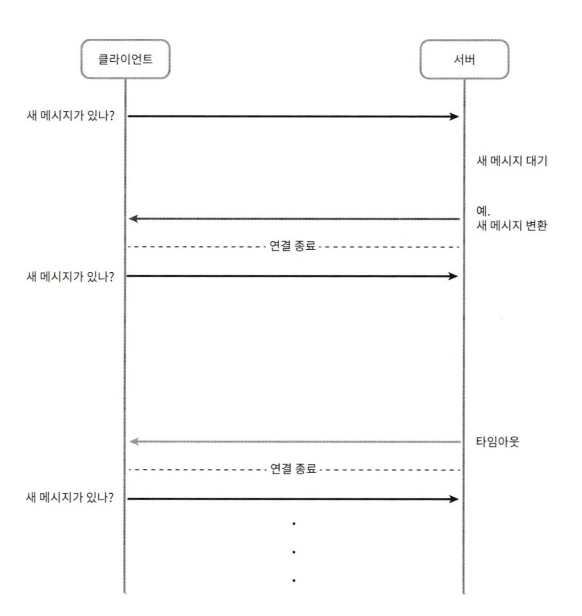 클라이언트
서버
새 메시지가 있나?
새 메시지 대기
예.
새 메시지 변환
연결 종료
새 메시지가 있나?
타임아웃
연결 종료
새 메시지가 있나?